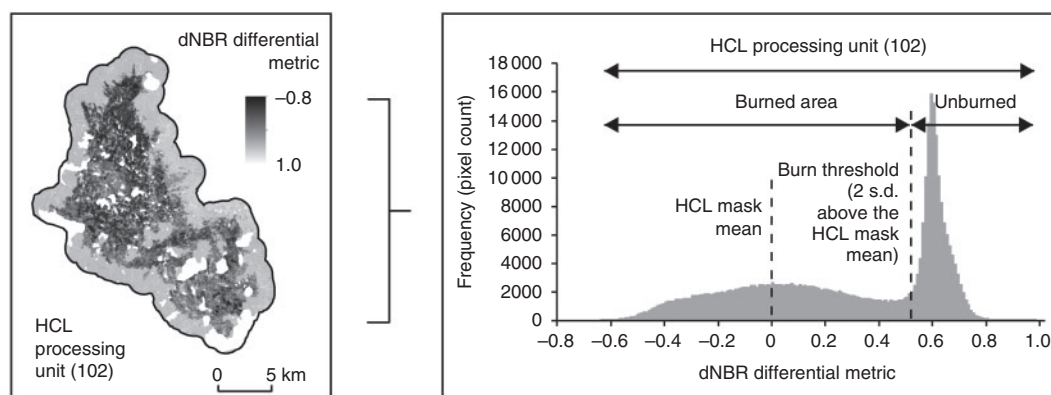 dNBR differential
metric
–0.8
1.0
HCL
processing
unit (102)
0 5 km
HCL processing unit (102)
Burned area
Unburned
HCL mask
mean
Burn threshold
(2 s.d.
above the
HCL mask
mean)
Frequency (pixel count)
18 000
16 000
14 000
12 000
10 000
8000
6000
4000
2000
0
–0.8 –0.6 –0.4 –0.2 0 0.2 0.4 0.6 0.8 1.0
dNBR differential metric